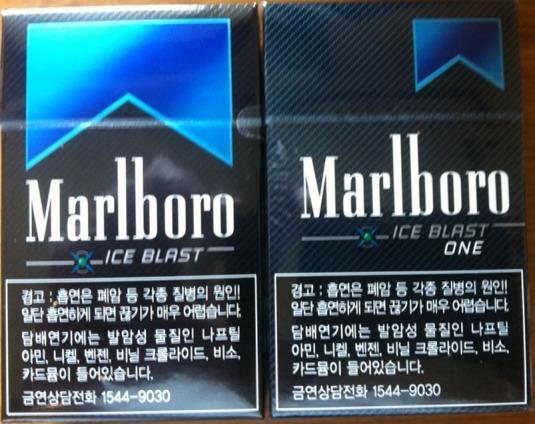 Marlboro
ICE BLAST
경고 : 흡연은 폐암 등 각종 질병의 원인!
일단 흡연하게 되면 끊기가 매우 어렵습니다.
담배연기에는 발암성 물질인 나프틸
아민, 니켈, 벤젠, 비닐 크롤라이드, 비소,
카드뮴이 들어있습니다.
금연상담전화 1544-9030
Marlboro
ICE BLAST
ONE
경고 : 흡연은 폐암 등 각종 질병의 원인!
일단 흡연하게 되면 끊기가 매우 어렵습니다.
담배연기에는 발암성 물질인 나프틸
아민, 니켈, 벤젠, 비닐 크롤라이드, 비소,
카드뮴이 들어있습니다.
금연상담전화 1544-9030